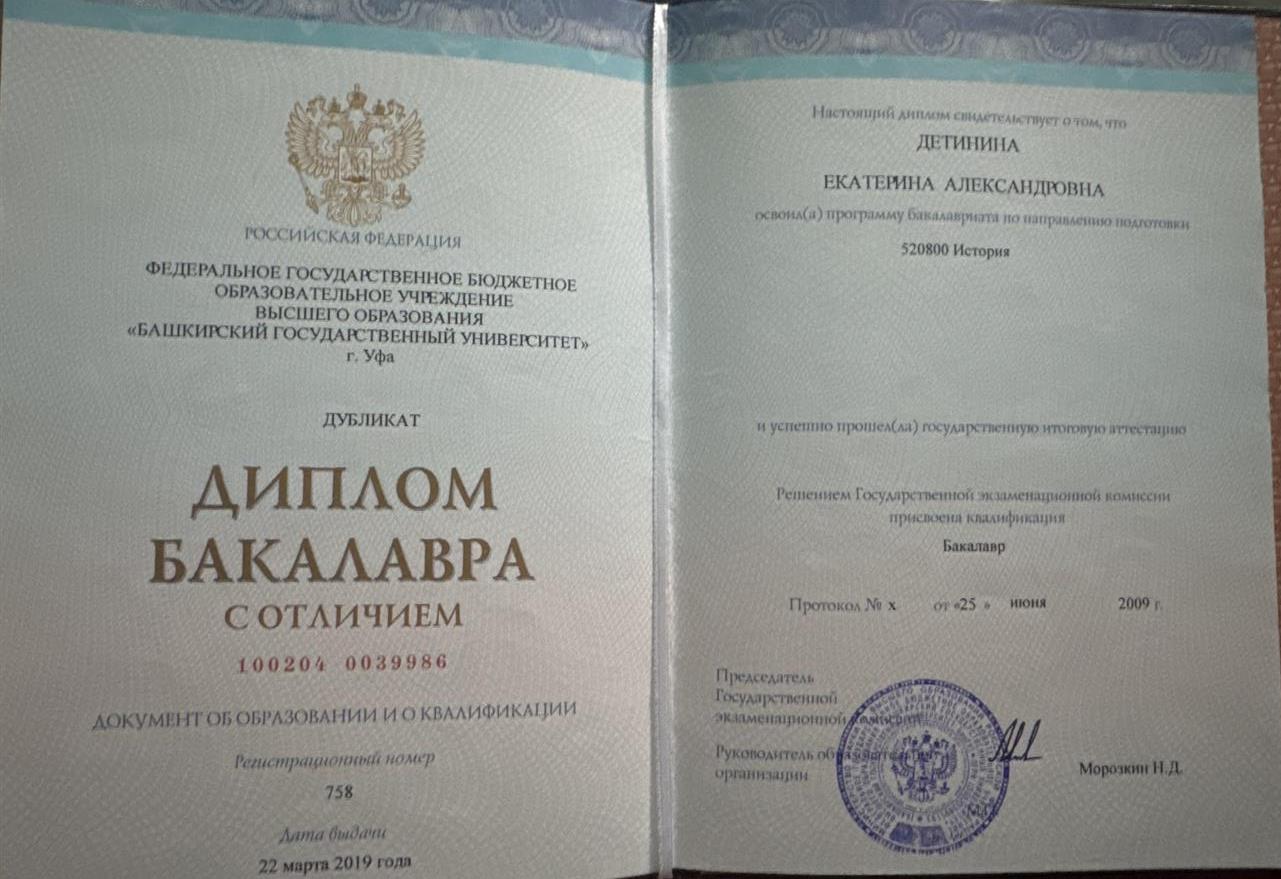 РОССИЙСКАЯ ФЕДЕРАЦИЯ
ФЕДЕРАЛЬНОЕ ГОСУДАРСТВЕННОЕ БЮДЖЕТНОЕ
ОБРАЗОВАТЕЛЬНОЕ УЧРЕЖДЕНИЕ
ВЫСШЕГО ОБРАЗОВАНИЯ
«БАШКИРСКИЙ ГОСУДАРСТВЕННЫЙ УНИВЕРСИТЕТ»
г. Уфа
ДУБЛИКАТ
ДИПЛОМ
БАКАЛАВРА
С ОТЛИЧИЕМ
100204 0039986
ДОКУМЕНТ ОБ ОБРАЗОВАНИИ И О КВАЛИФИКАЦИИ
Регистрационный номер
758
Дата выдачи
22 марта 2019 года
Настоящий диплом свидетельствует о том, что
ДЕТИНИНА
ЕКАТЕРИНА АЛЕКСАНДРОВНА
освоил(а) программу бакалавриата по направлению подготовки
520800 История
и успешно прошел(ла) государственную итоговую аттестацию
Решением Государственной экзаменационной комиссии
присвоена квалификация
Бакалавр
Протокол № х от «25 » июня 2009 г.
Председатель
Государственной
экзаменационной комиссии
Руководитель образовательной
организации
Морозкин Н.Д.